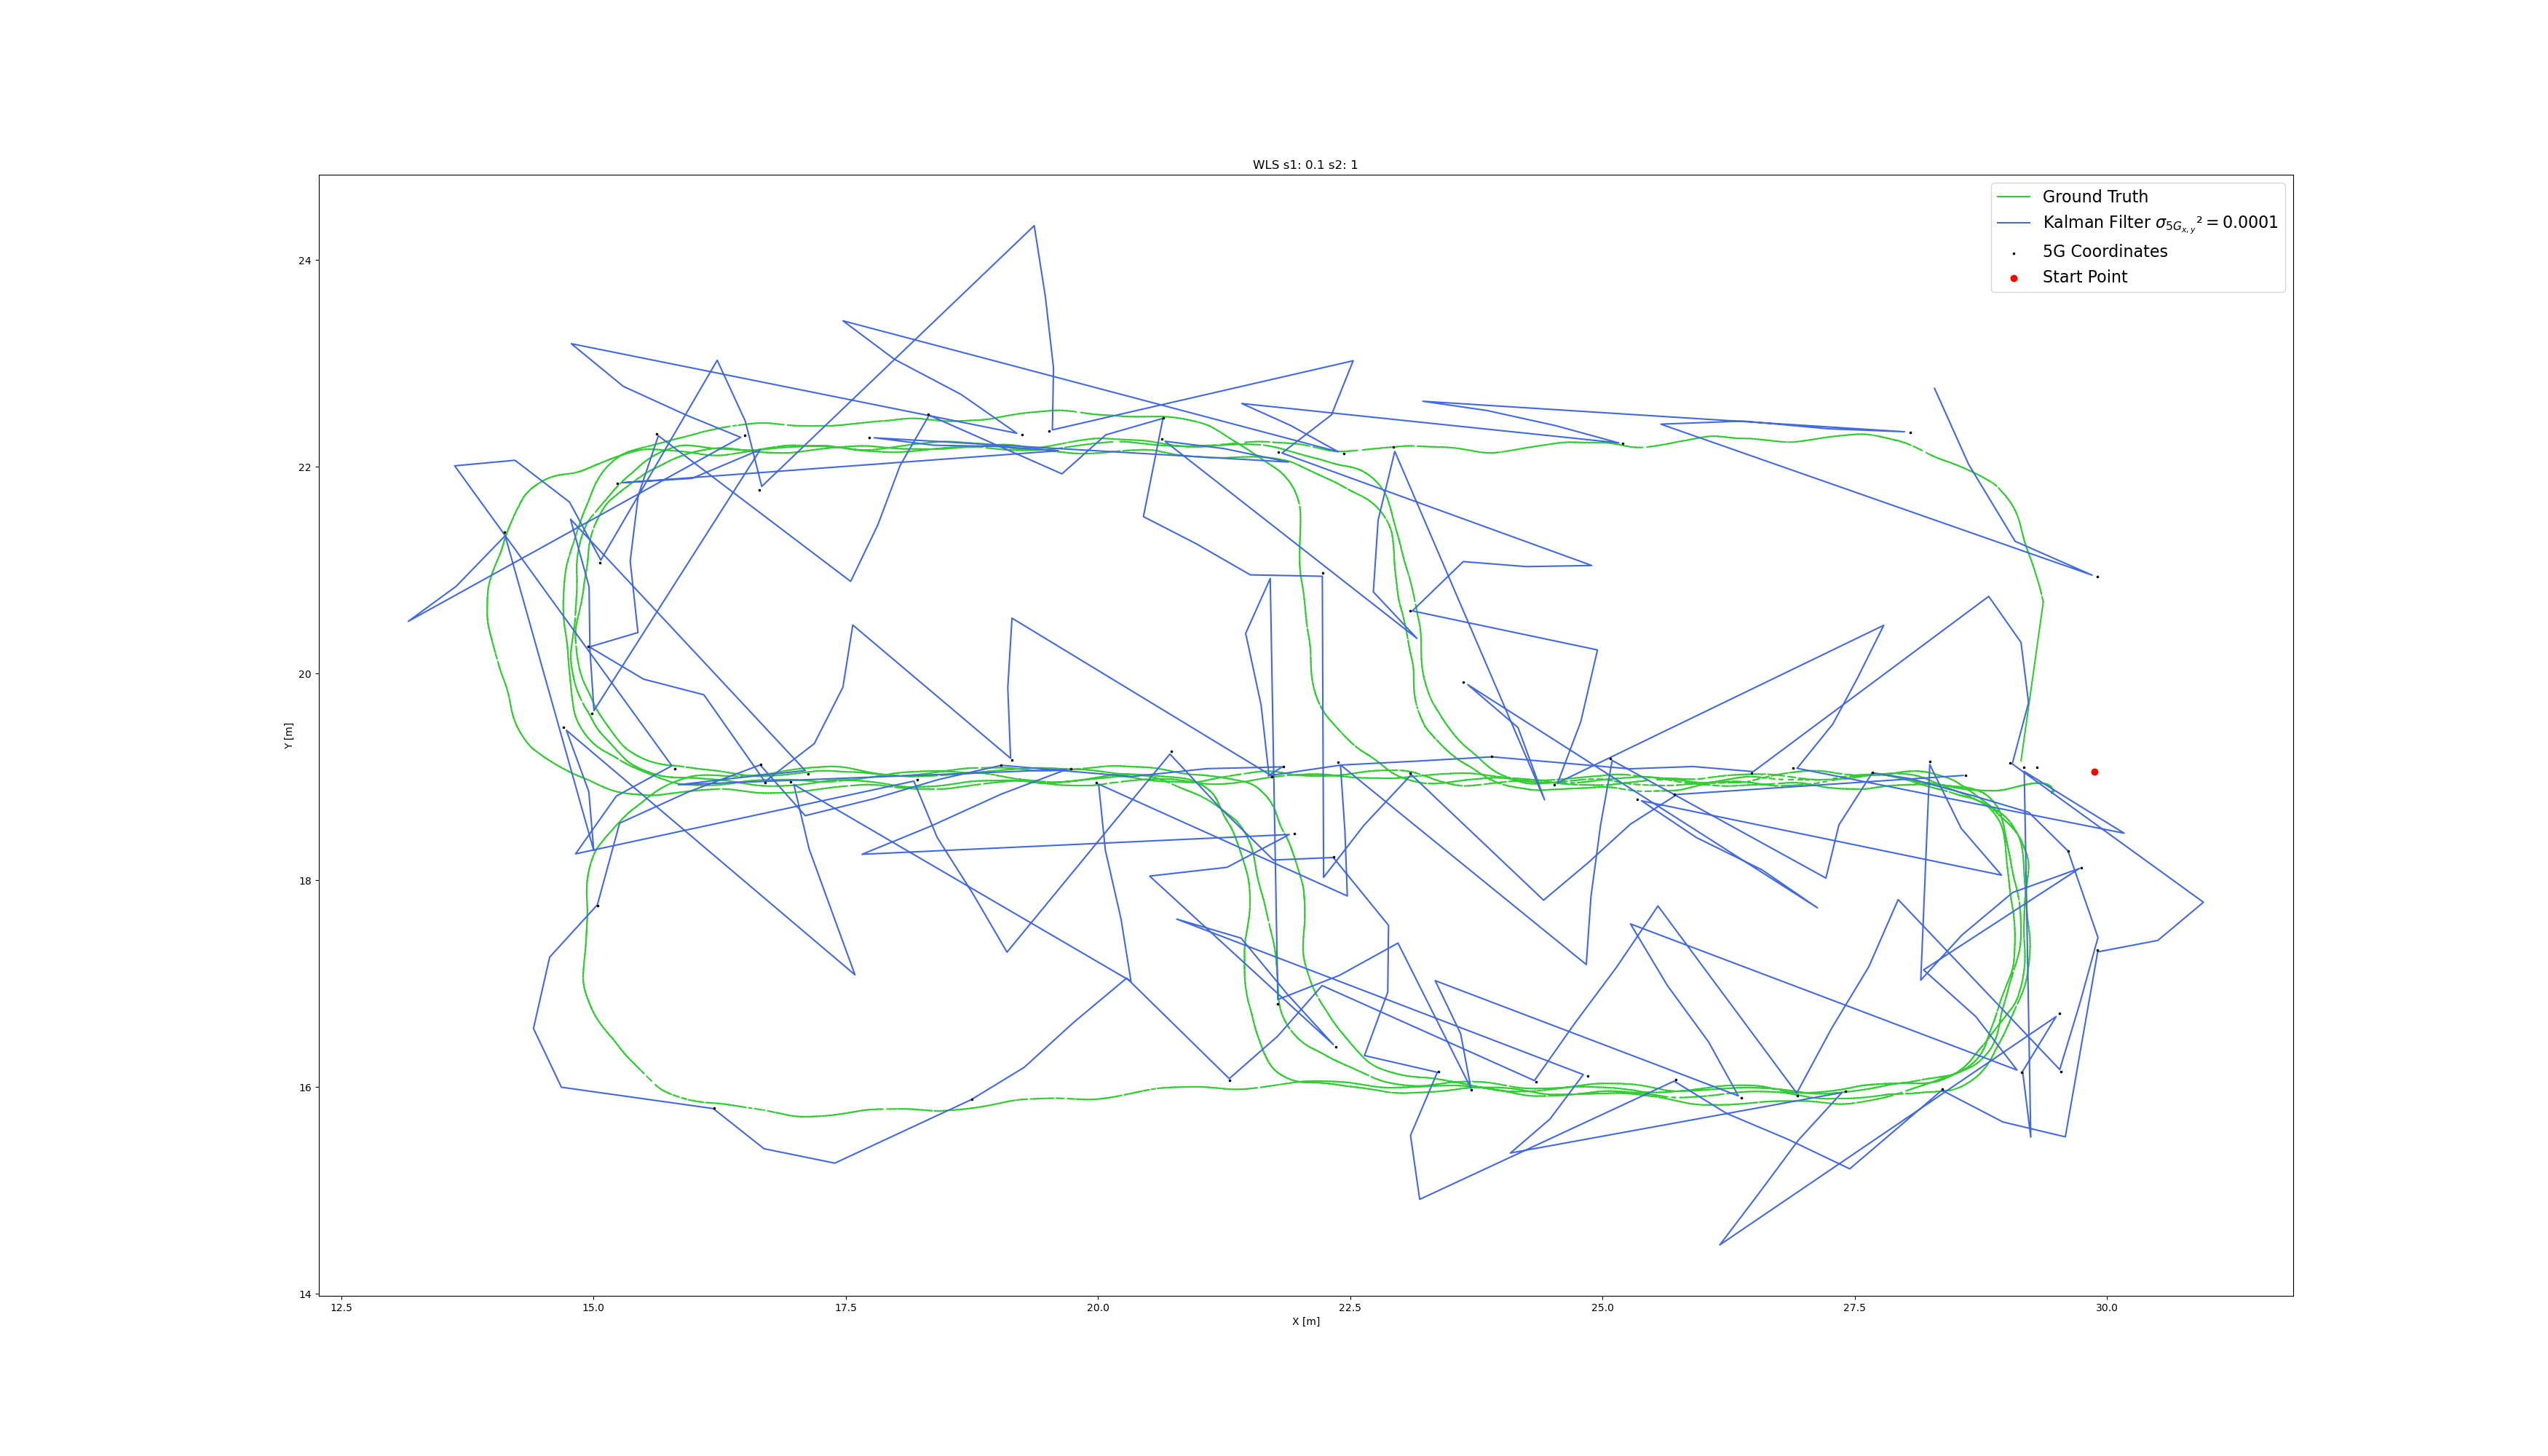 WLS s1: 0.1 s2: 1
Ground Truth
Kalman Filter σ5Gx,y² = 0.0001
5G Coordinates
Start Point
24
22
20
18
16
14
Y [m]
12.5 15.0 17.5 20.0 22.5 25.0 27.5 30.0
X [m]